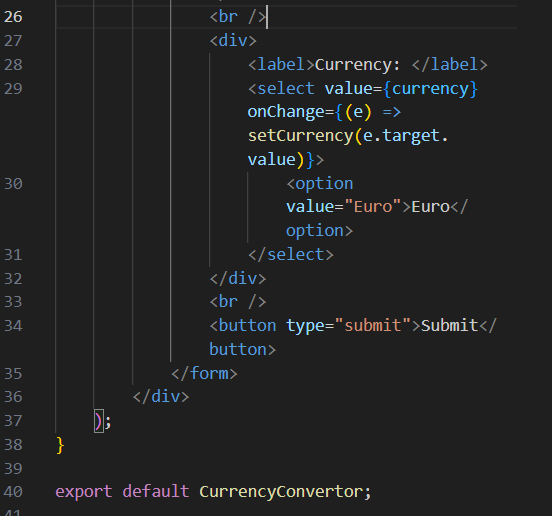 26 <br />
27 <div>
28 <label>Currency: </label>
29 <select value={currency}
onChange={(e) =>
setCurrency(e.target.
value)}>
30 <option
value="Euro">Euro</
option>
31 </select>
32 </div>
33 <br />
34 <button type="submit">Submit</
button>
35 </form>
36 </div>
37 );
38 }
39
40 export default CurrencyConvertor;
41